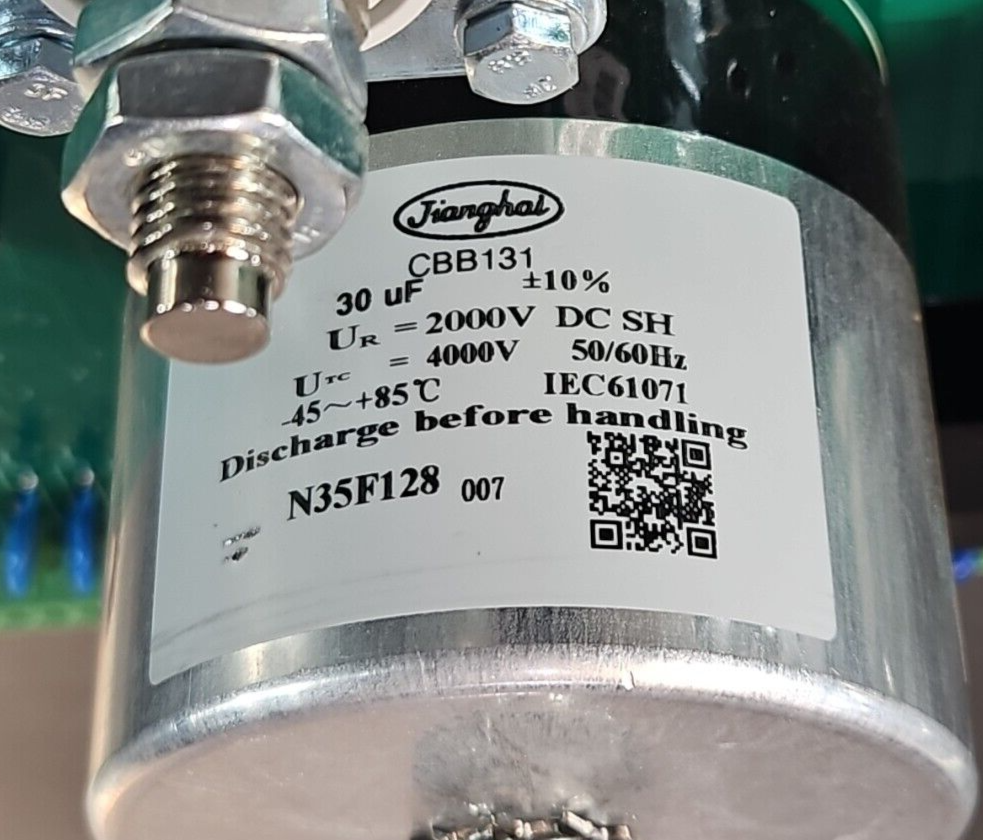 Jianghai
CBB131
30 uF ±10%
UR = 2000V DC SH
UTC = 4000V 50/60Hz
-45～+85℃ IEC61071
Discharge before handling
N35F128 007